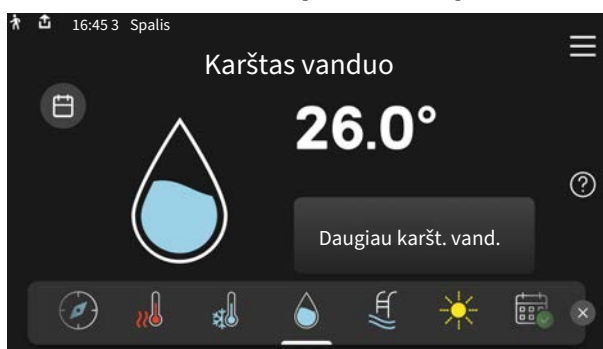 16:45 3 Spalis
Karštas vanduo
26.0°
Daugiau karšt. vand.